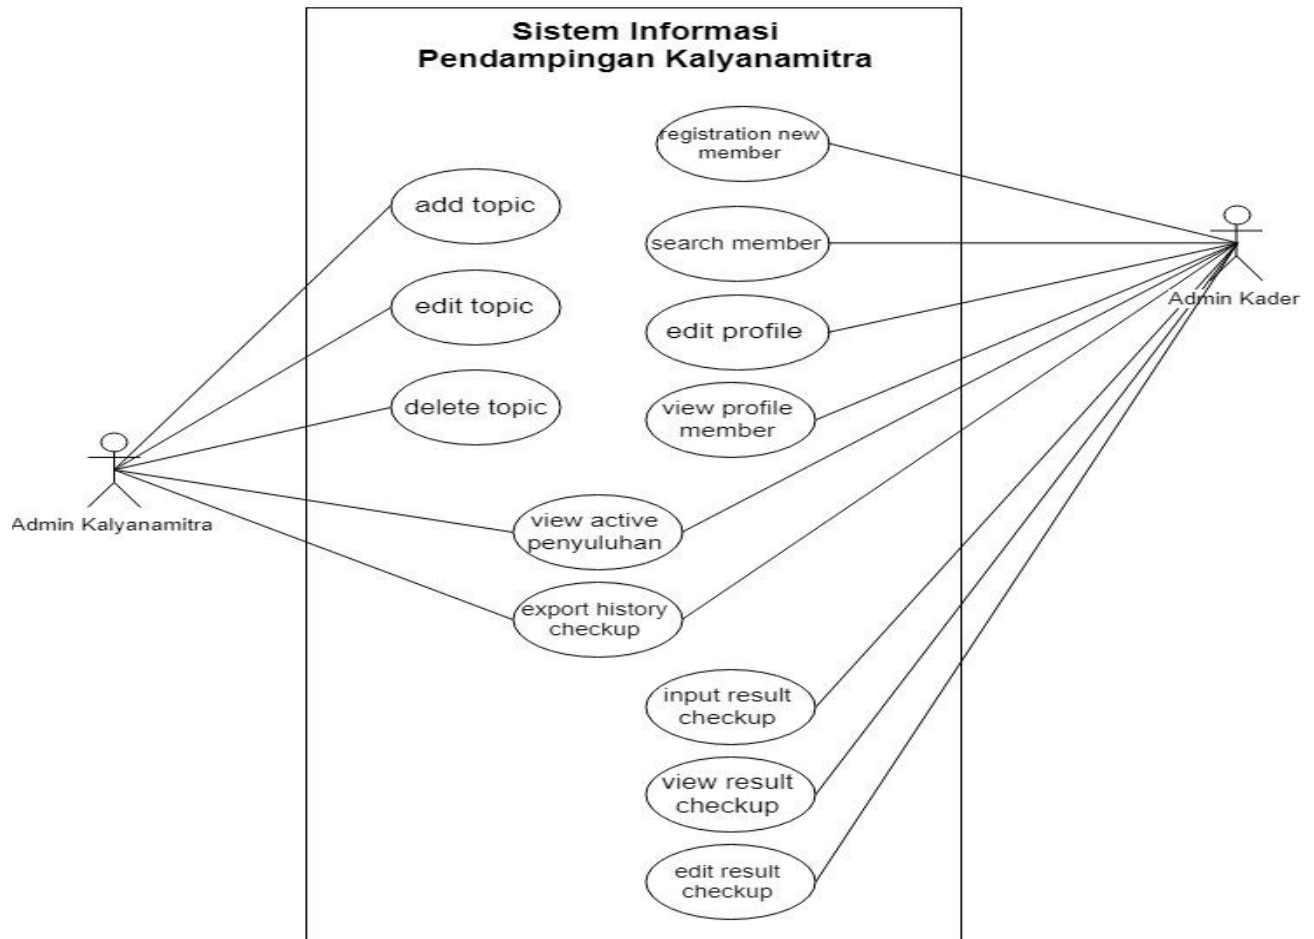 Sistem Informasi
Pendampingan Kalyanamitra
registration new
member
add topic
search member
Admin Kader
edit topic
edit profile
delete topic
view profile
member
Admin Kalyanamitra
view active
penyuluhan
export history
checkup
input result
checkup
view result
checkup
edit result
checkup